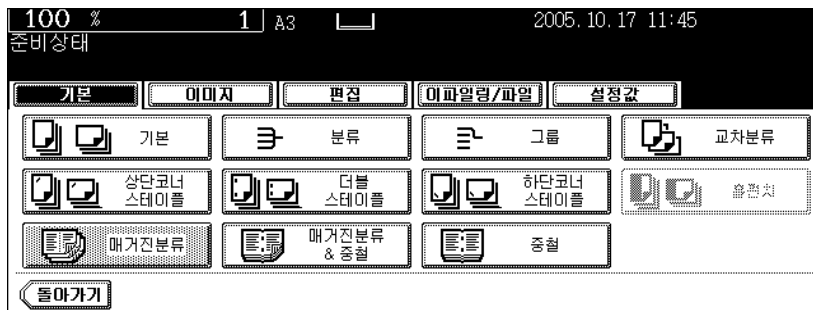 100 % 1 A3 2005.10.17 11:45
준비상태
기본 이미지 편집 이파일링/파일 설정값
기본 분류 그룹 교차분류
상단코너 더블 하단코너
스테이플 스테이플 스테이플 홀펀치
매거진분류 매거진분류 중철
& 중철
돌아가기